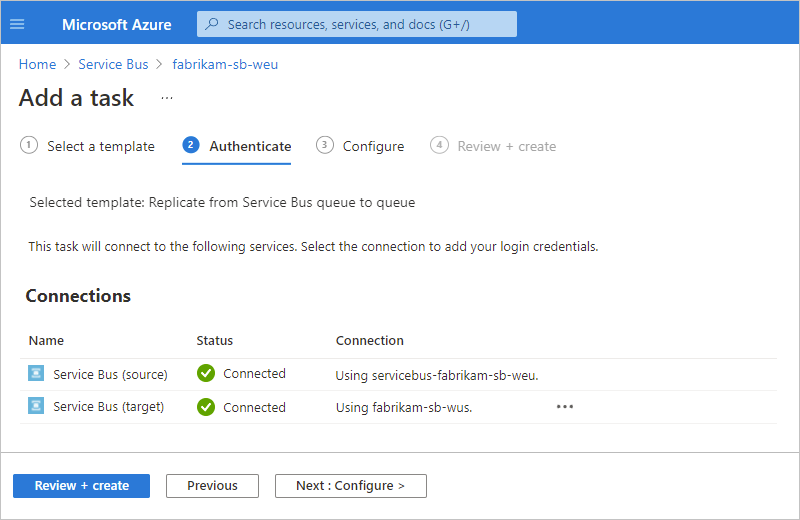 Microsoft Azure
Search resources, services, and docs (G+/)
Home > Service Bus > fabrikam-sb-weu
Add a task ...
1 Select a template 2 Authenticate 3 Configure 4 Review + create
Selected template: Replicate from Service Bus queue to queue
This task will connect to the following services. Select the connection to add your login credentials.
Connections
Name Status Connection
Service Bus (source) Connected Using servicebus-fabrikam-sb-weu.
Service Bus (target) Connected Using fabrikam-sb-wus. ...
Review + create Previous Next : Configure >